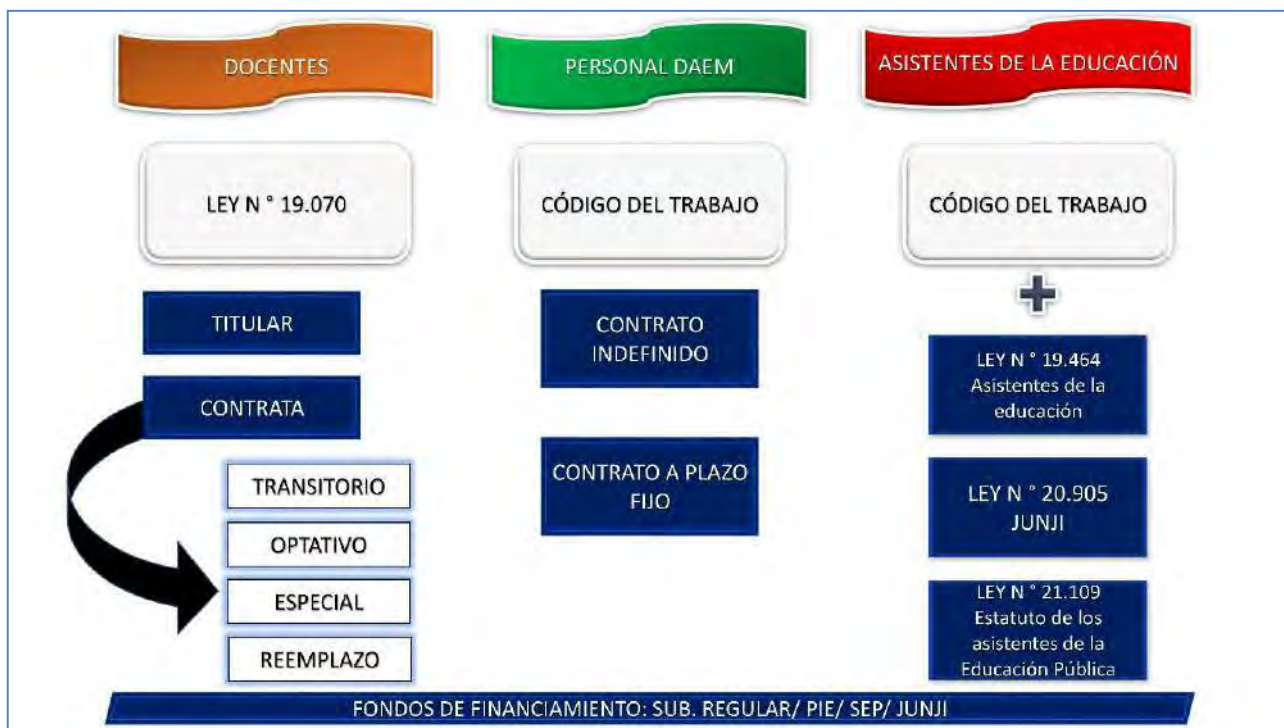 DOCENTES
LEY N ° 19.070
TITULAR
CONTRATA
TRANSITORIO
OPTATIVO
ESPECIAL
REEMPLAZO
PERSONAL DAEM
CÓDIGO DEL TRABAJO
CONTRATO
INDEFINIDO
CONTRATO A PLAZO
FIJO
ASISTENTES DE LA EDUCACIÓN
CÓDIGO DEL TRABAJO
LEY N ° 19.464
Asistentes de la
educación
LEY N ° 20.905
JUNJI
LEY N ° 21.109
Estatuto de los
asistentes de la
Educación Pública
FONDOS DE FINANCIAMIENTO: SUB. REGULAR/ PIE/ SEP/ JUNJI